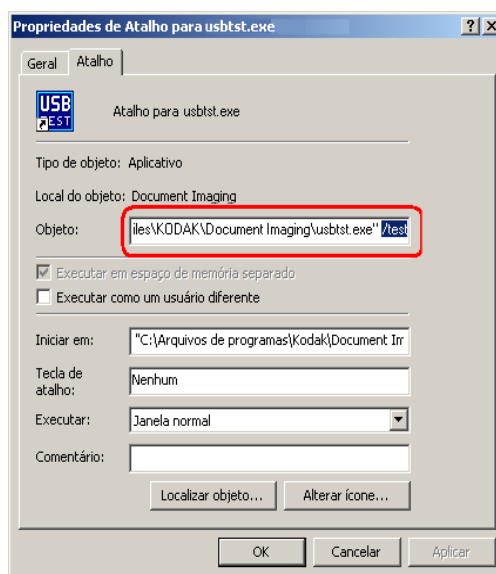 Propriedades de Atalho para usbtst.exe
Geral Atalho
USB
TEST
Atalho para usbtst.exe
Tipo de objeto: Aplicativo
Local do objeto: Document Imaging
Objeto: iles\KODAK\Document Imaging\usbtst.exe" /test
Executar em espaço de memória separado
Executar como um usuário diferente
Iniciar em: "C:\Arquivos de programas\Kodak\Document Im
Tecla de
atalho: Nenhum
Executar: Janela normal
Comentário:
Localizar objeto... Alterar ícone...
OK Cancelar Aplicar